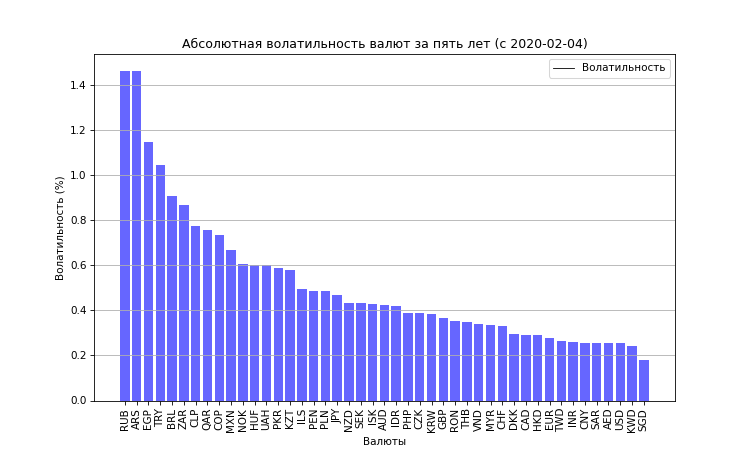 Абсолютная волатильность валют за пять лет (с 2020-02-04)
Волатильность
Волатильность (%)
1.4
1.2
1.0
0.8
0.6
0.4
0.2
0.0
RUB
ARS
EGP
TRY
BRL
ZAR
CLP
QAR
COP
MXN
NOK
HUF
UAH
PKR
KZT
ILS
PEN
PLN
JPY
NZD
SEK
ISK
AUD
IDR
PHP
CZK
KRW
GBP
RON
THB
VND
MYR
CHF
DKK
CAD
HKD
EUR
TWD
INR
CNY
SAR
AED
USD
KWD
SGD
Валюты